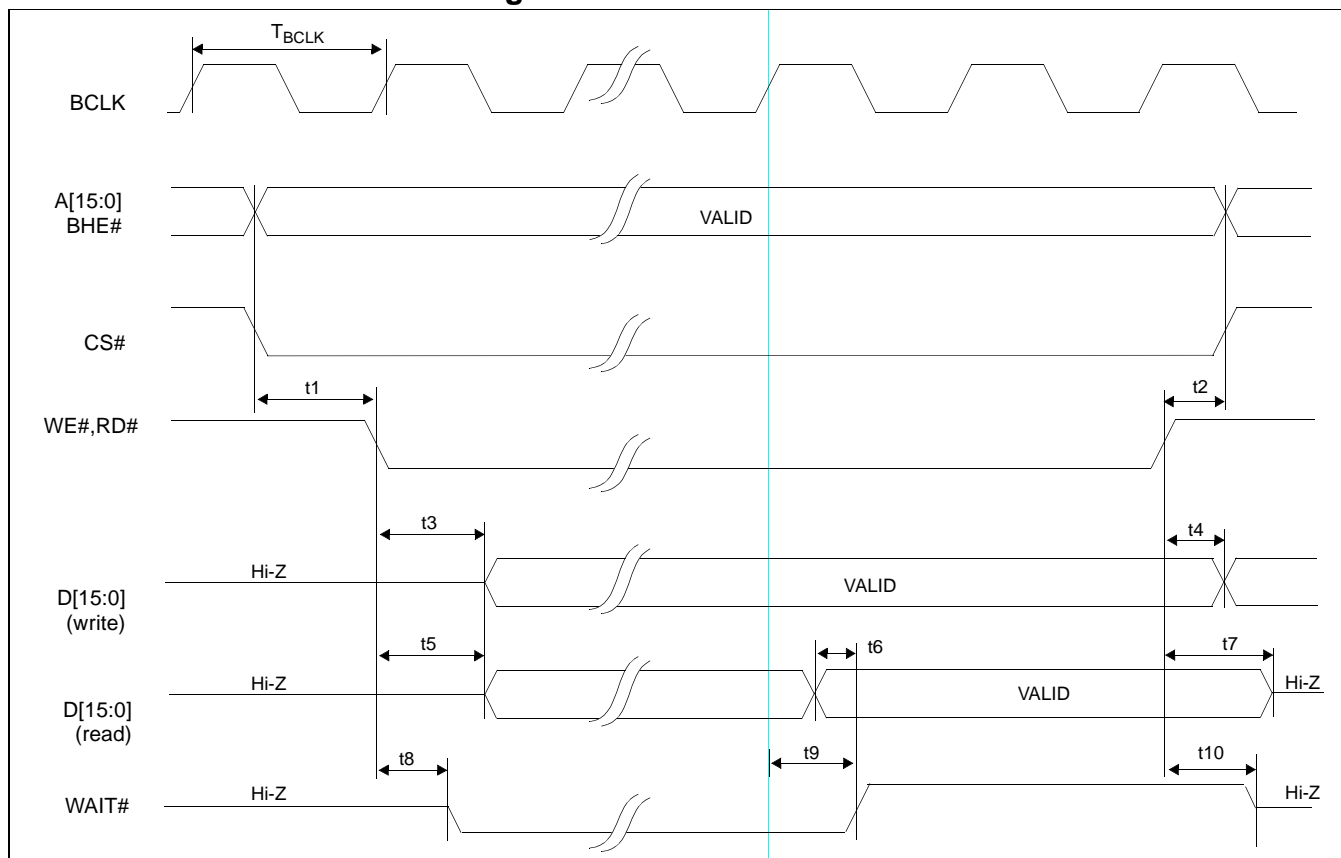 g
T_BCLK
BCLK
A[15:0]
BHE#
VALID
CS#
t1
t2
WE#,RD#
t3
t4
Hi-Z
VALID
D[15:0]
(write)
t5
t6
t7
Hi-Z
VALID
Hi-Z
D[15:0]
(read)
t8
t9
t10
Hi-Z
Hi-Z
WAIT#